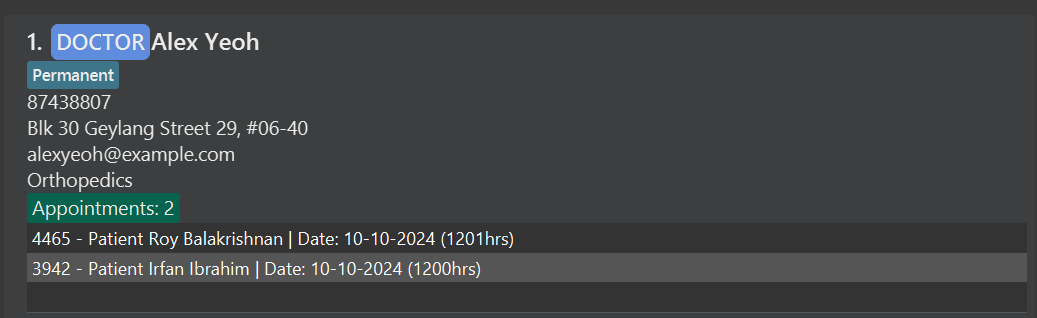 1. DOCTOR Alex Yeoh
Permanent
87438807
Blk 30 Geylang Street 29, #06-40
alexyeoh@example.com
Orthopedics
Appointments: 2
4465 - Patient Roy Balakrishnan | Date: 10-10-2024 (1201hrs)
3942 - Patient Irfan Ibrahim | Date: 10-10-2024 (1200hrs)